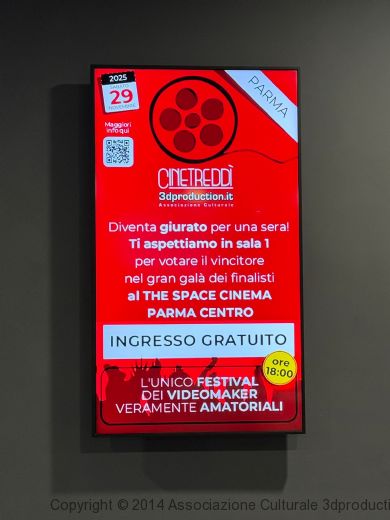 2025
SABATO
29
NOVEMBRE
PARMA
Maggiori
info qui
CINETREDDÌ
3dproduction.it
Associazione Culturale
Diventa giurato per una sera!
Ti aspettiamo in sala 1
per votare il vincitore
nel gran galà dei finalisti
al THE SPACE CINEMA
PARMA CENTRO
INGRESSO GRATUITO
ore
18:00
L'UNICO FESTIVAL
DEI VIDEOMAKER
VERAMENTE AMATORIALI
Copyright © 2014 Associazione Culturale 3dproducti